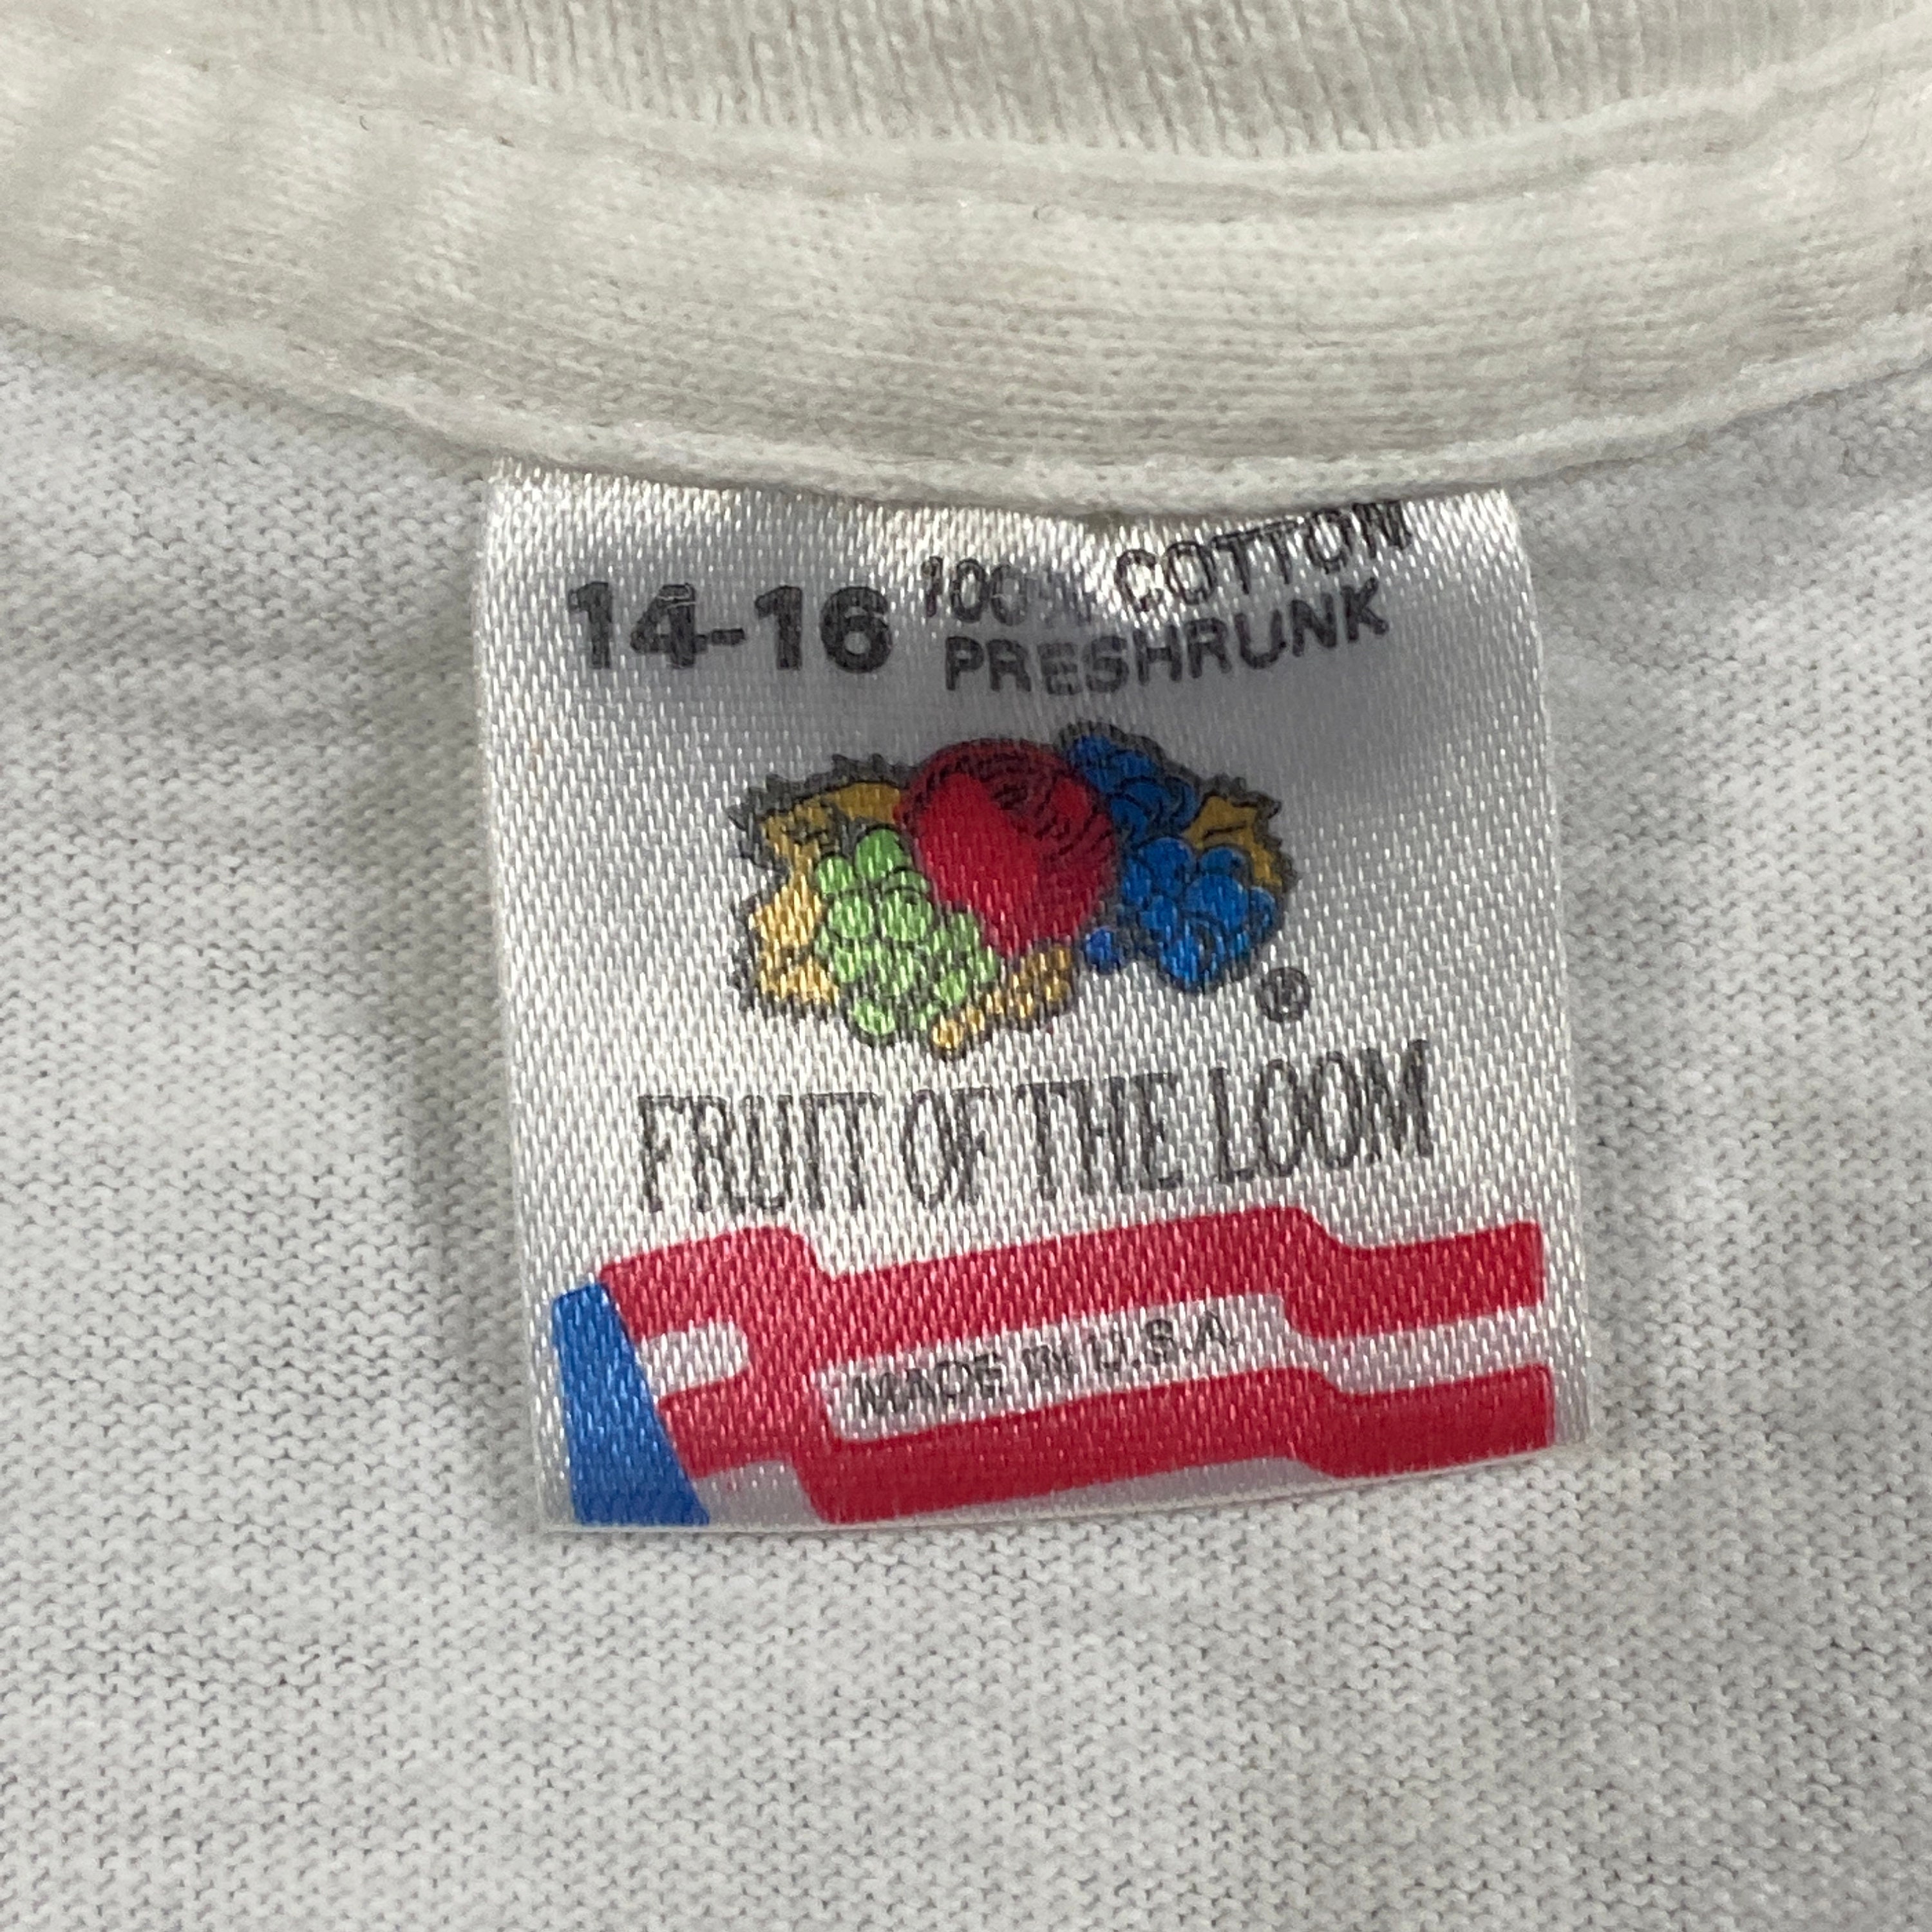 14-16 100% COTTON
PRESHRUNK
®
FRUIT OF THE LOOM
MADE IN U.S.A.